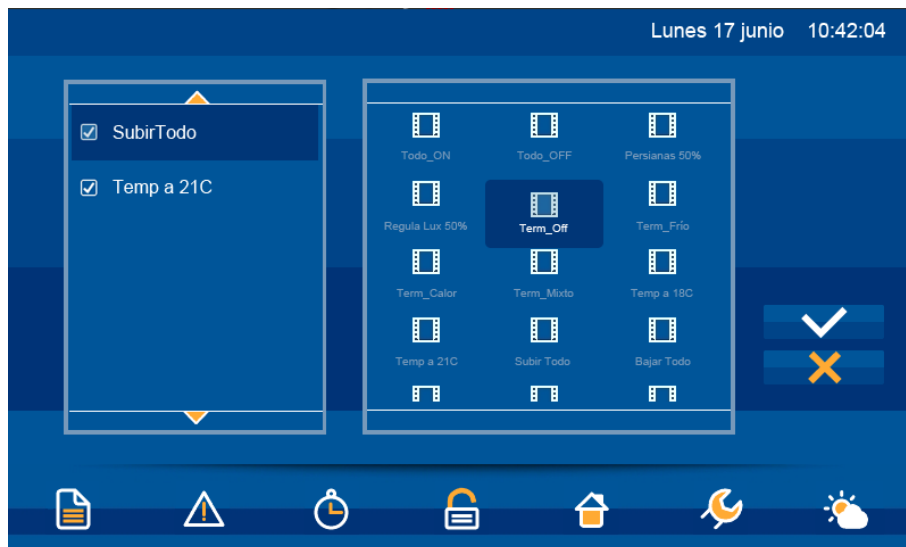 Lunes 17 junio 10:42:04
SubirTodo
Temp a 21C
Todo_ON Todo_OFF Persianas 50%
Regula Lux 50% Term_Off Term_Frío
Term_Calor Term_Mixto Temp a 18C
Temp a 21C Subir Todo Bajar Todo